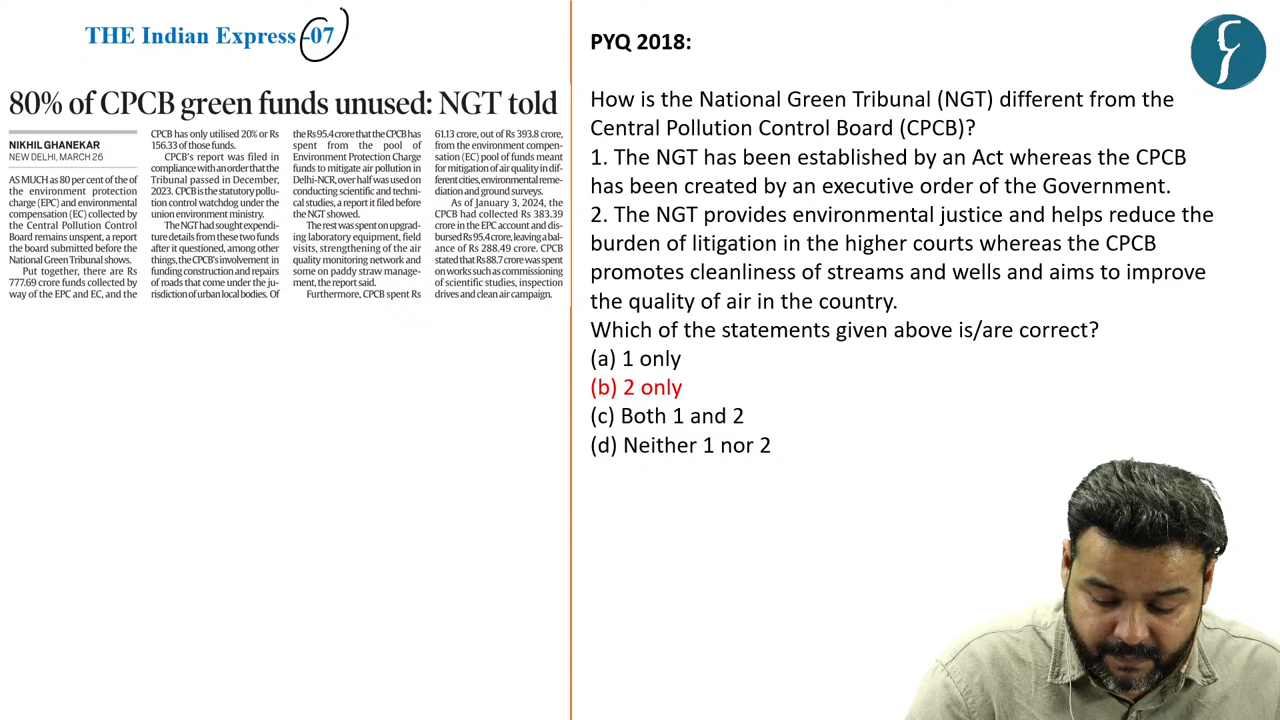 THE Indian Express -07
80% of CPCB green funds unused: NGT told
NIKHIL GHANEKAR
NEW DELHI, MARCH 26
AS MUCH as 80 per cent of the of
the environment protection
charge (EPC) and environmental
compensation (EC) collected by
the Central Pollution Control
Board remains unspent, a report
the board submitted before the
National Green Tribunal shows.
Put together, there are Rs
777.69 crore funds collected by
way of the EPC and EC, and the
CPCB has only utilised 20% or Rs
156.33 of those funds.
CPCB's report was filed in
compliance with an order that the
Tribunal passed in December,
2023. CPCB is the statutory pollu-
tion control watchdog under the
union environment ministry.
The NGT had sought expendi-
ture details from these two funds
after it questioned, among other
things, the CPCB's involvement in
funding construction and repairs
of roads that come under the ju-
risdiction of urban local bodies. Of
the Rs 95.4 crore that the CPCB has
spent from the pool of
Environment Protection Charge
funds to mitigate air pollution in
Delhi-NCR, over half was used on
conducting scientific and techni-
cal studies, a report it filed before
the NGT showed.
The rest was spent on upgrad-
ing laboratory equipment, field
visits, strengthening of the air
quality monitoring network and
some on paddy straw manage-
ment, the report said.
Furthermore, CPCB spent Rs
61.13 crore, out of Rs 393.8 crore,
from the environment compen-
sation (EC) pool of funds meant
for mitigation of air quality in dif-
ferent cities, environmental reme-
diation and ground surveys.
As of January 3, 2024, the
CPCB had collected Rs 383.39
crore in the EPC account and dis-
bursed Rs 95.4 crore, leaving a bal-
ance of Rs 288.49 crore. CPCB
stated that Rs 88.7 crore was spent
on works such as commissioning
of scientific studies, inspection
drives and clean air campaign.
PYQ 2018:
How is the National Green Tribunal (NGT) different from the
Central Pollution Control Board (CPCB)?
1. The NGT has been established by an Act whereas the CPCB
has been created by an executive order of the Government.
2. The NGT provides environmental justice and helps reduce the
burden of litigation in the higher courts whereas the CPCB
promotes cleanliness of streams and wells and aims to improve
the quality of air in the country.
Which of the statements given above is/are correct?
(a) 1 only
(b) 2 only
(c) Both 1 and 2
(d) Neither 1 nor 2